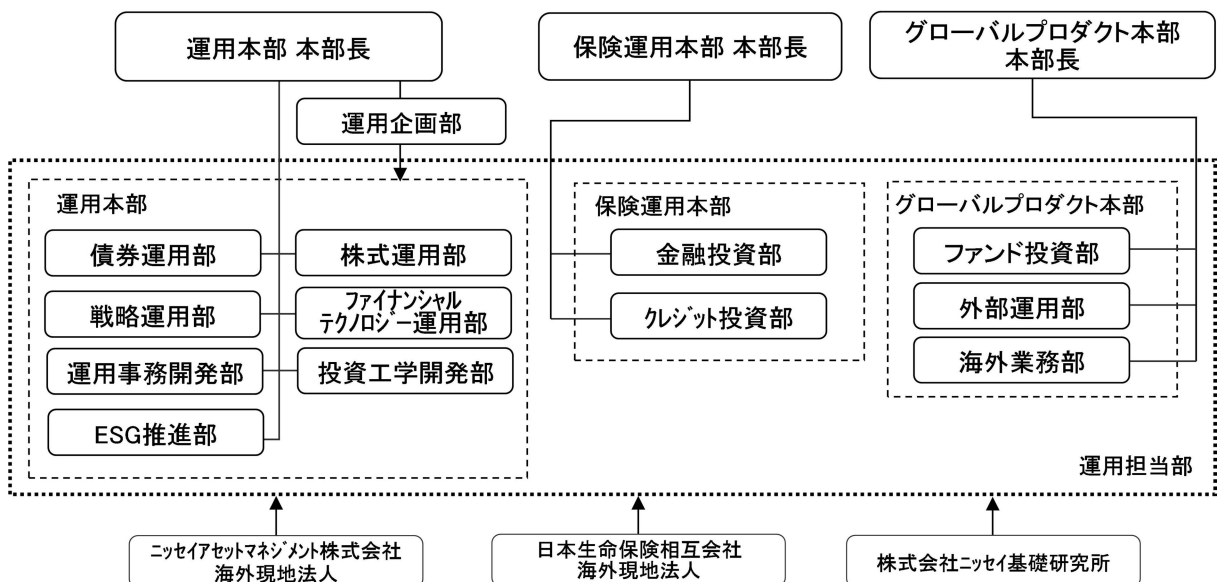 運用本部 本部長
保険運用本部 本部長
グローバルプロダクト本部
本部長
運用企画部
運用本部
債券運用部
株式運用部
戦略運用部
ファイナンシャル
テクノロジー運用部
運用事務開発部
投資工学開発部
ESG推進部
保険運用本部
金融投資部
クレジット投資部
グローバルプロダクト本部
ファンド投資部
外部運用部
海外業務部
運用担当部
ニッセイアセットマネジメント株式会社
海外現地法人
日本生命保険相互会社
海外現地法人
株式会社ニッセイ基礎研究所